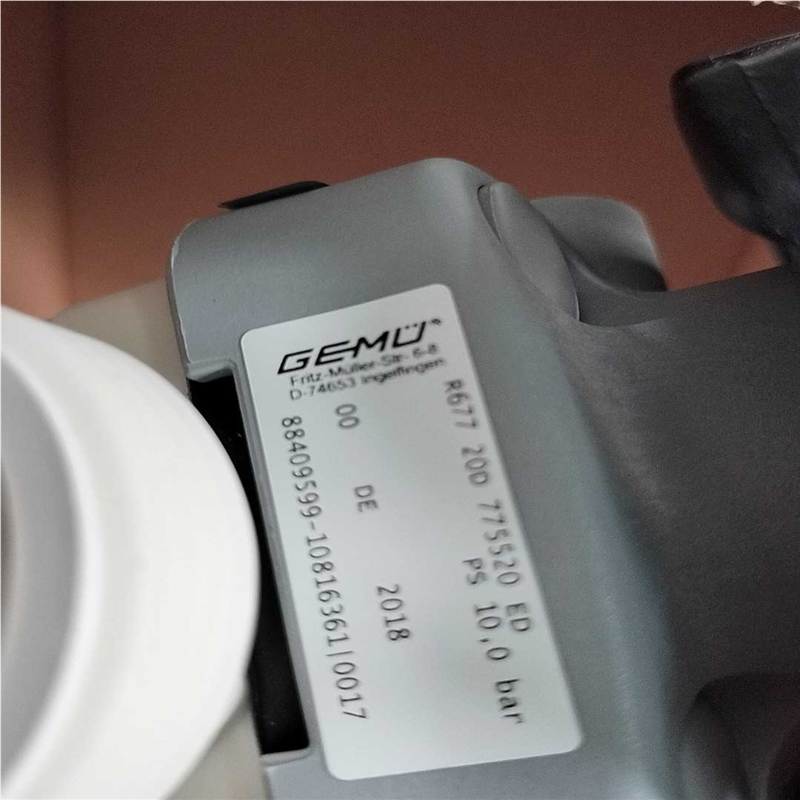 GEMÜ®
Fritz-Müller-Str. 6-8
D-74653 Ingelfingen
R677 20D 775520 ED
PS 10,0 bar
00 DE 2018
88409599-10816361|0017